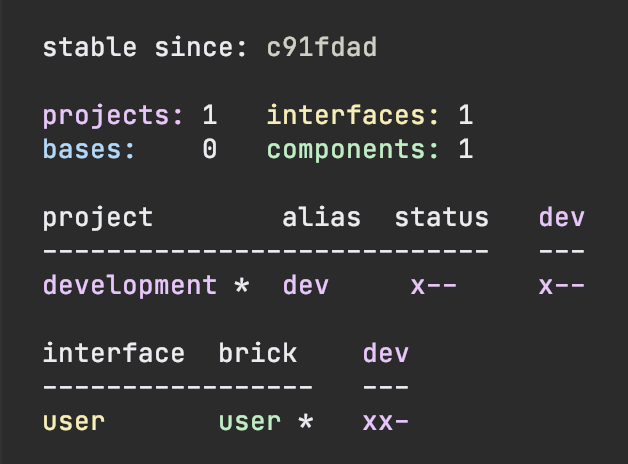 stable since: c91fdad
projects: 1   interfaces: 1
bases:    0   components: 1
project        alias  status   dev
----------------------------   ---
development *  dev     x--     x--
interface  brick    dev
-----------------   ---
user       user *   xx-